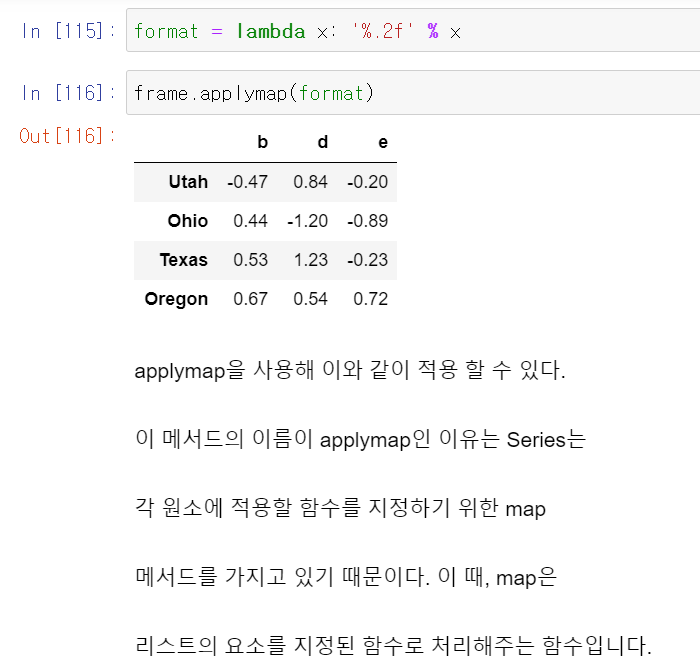 In [115]: format = lambda x: '%.2f' % x
In [116]: frame.applymap(format)
Out[116]:
b d e
Utah -0.47 0.84 -0.20
Ohio 0.44 -1.20 -0.89
Texas 0.53 1.23 -0.23
Oregon 0.67 0.54 0.72
applymap을 사용해 이와 같이 적용 할 수 있다.
이 메서드의 이름이 applymap인 이유는 Series는
각 원소에 적용할 함수를 지정하기 위한 map
메서드를 가지고 있기 때문이다. 이 때, map은
리스트의 요소를 지정된 함수로 처리해주는 함수입니다.